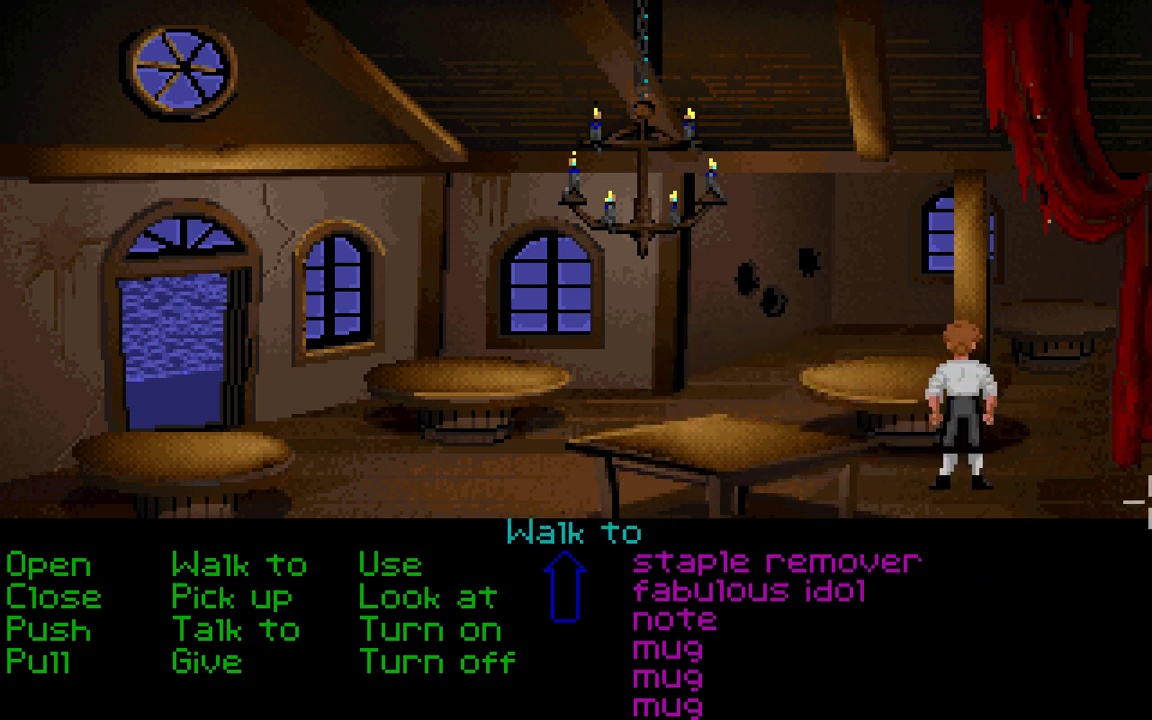 Walk to
Open Walk to Use
Close Pick up Look at
Push Talk to Turn on
Pull Give Turn off
staple remover
fabulous idol
note
mug
mug
mug